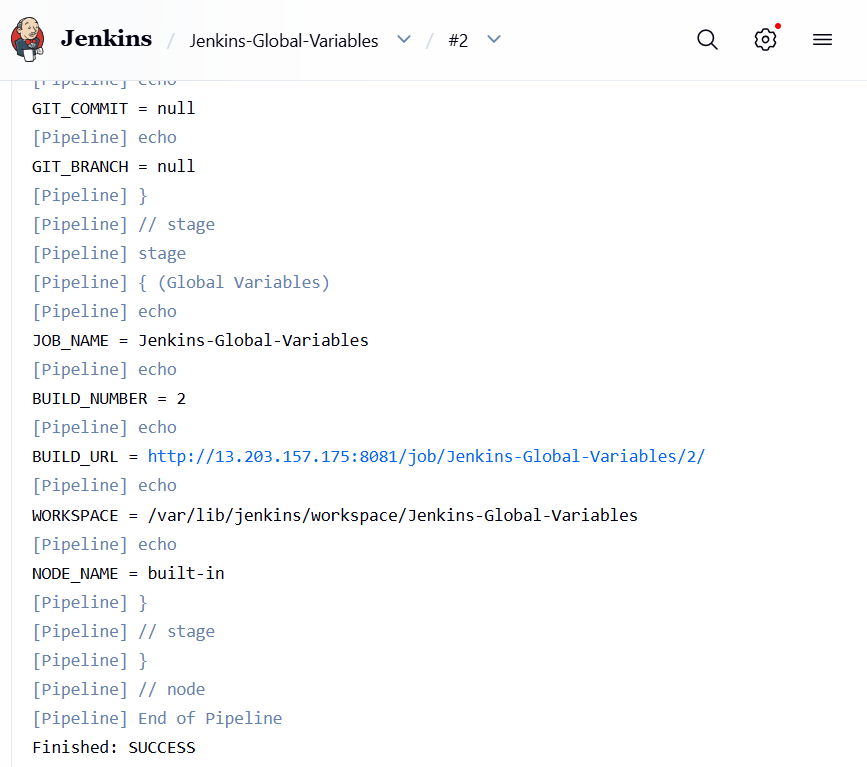 Jenkins / Jenkins-Global-Variables / #2
[Pipeline] echo
GIT_COMMIT = null
[Pipeline] echo
GIT_BRANCH = null
[Pipeline] }
[Pipeline] // stage
[Pipeline] stage
[Pipeline] { (Global Variables)
[Pipeline] echo
JOB_NAME = Jenkins-Global-Variables
[Pipeline] echo
BUILD_NUMBER = 2
[Pipeline] echo
BUILD_URL = http://13.203.157.175:8081/job/Jenkins-Global-Variables/2/
[Pipeline] echo
WORKSPACE = /var/lib/jenkins/workspace/Jenkins-Global-Variables
[Pipeline] echo
NODE_NAME = built-in
[Pipeline] }
[Pipeline] // stage
[Pipeline] }
[Pipeline] // node
[Pipeline] End of Pipeline
Finished: SUCCESS